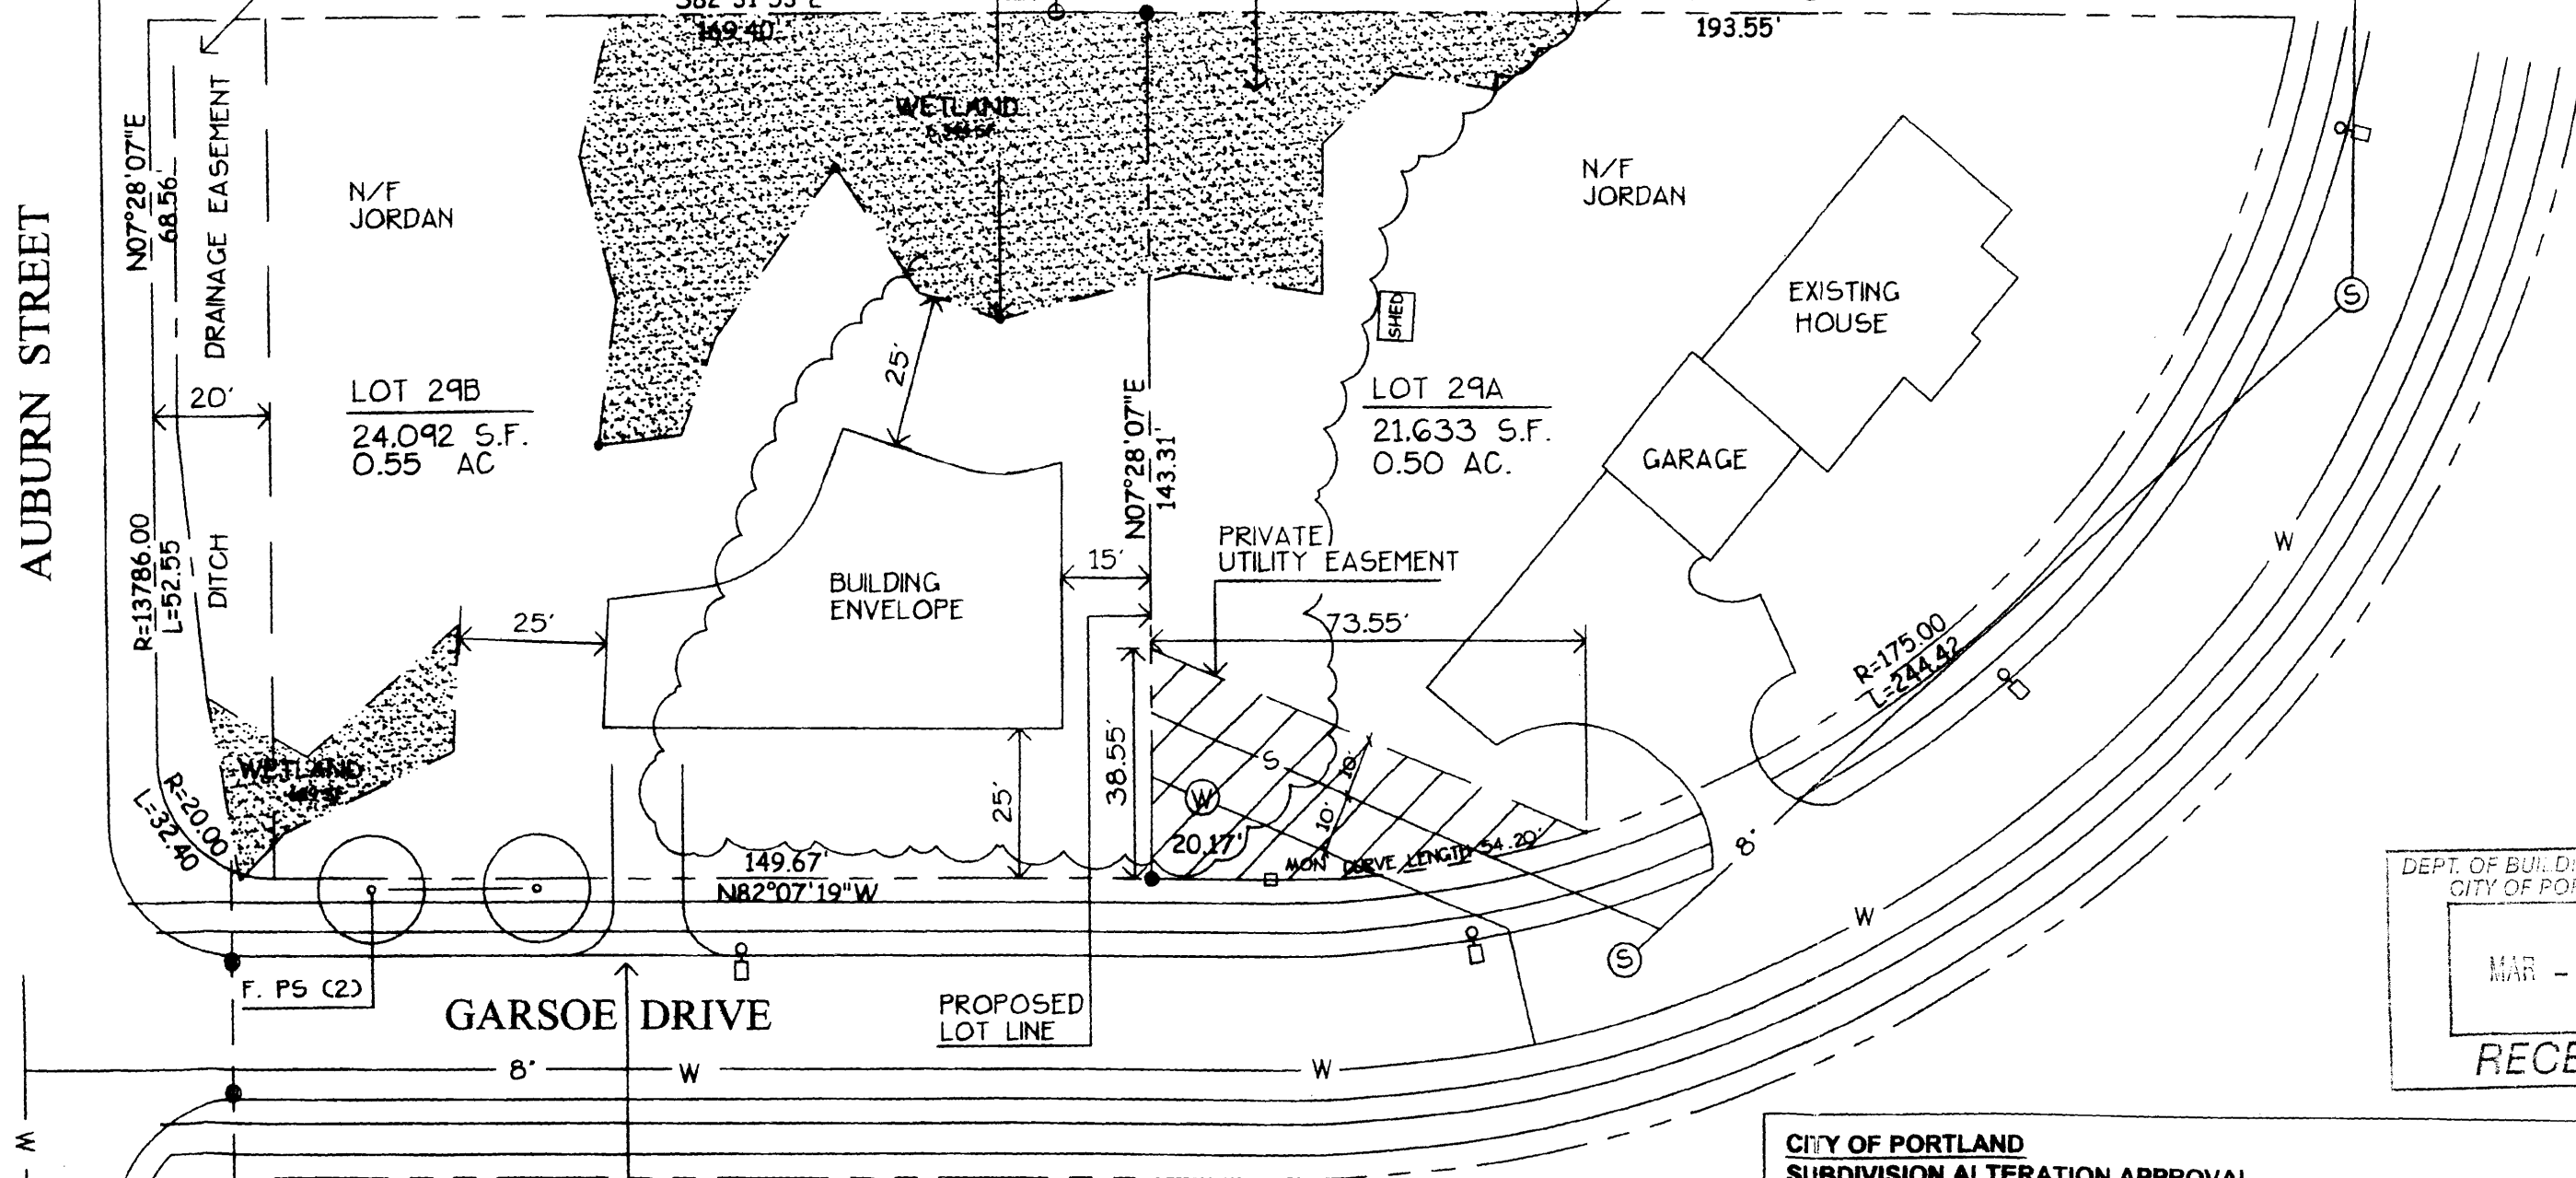 169.40'
193.55'
AUBURN STREET
N07°28'07"E
68.56'
DRAINAGE EASEMENT
N/F
JORDAN
WETLAND
N/F
JORDAN
EXISTING
HOUSE
SHED
25'
20'
LOT 29B
24,092 S.F.
0.55 AC
N07°28'07"E
143.31'
LOT 29A
21,633 S.F.
0.50 AC.
GARAGE
R=13786.00
L=52.55
DITCH
PRIVATE
UTILITY EASEMENT
15'
BUILDING
ENVELOPE
25'
73.55'
R=175.00
L=244.42
S
W
WETLAND
R=20.00
L=32.40
25'
38.55'
S
W
10'
10'
20.17'
MON
CURVE LENGTH 54.20'
149.67'
N82°07'19"W
8"
W
S
F. PS (2)
GARSOE DRIVE
PROPOSED
LOT LINE
8"
W
W
W
DEPT. OF BUILDI
CITY OF POR
MAR -
RECE
CITY OF PORTLAND
SUBDIVISION ALTERATION APPROVAL